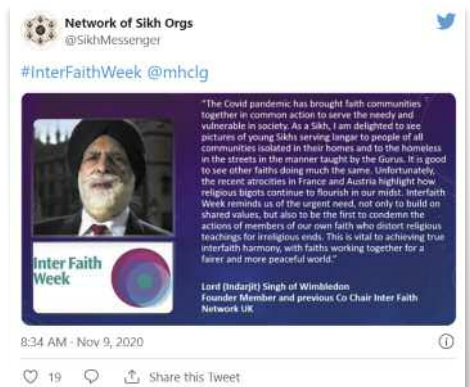 Network of Sikh Orgs
@SikhMessenger
#InterFaithWeek @mhclg
"The Covid pandemic has brought faith communities
together in common action to serve the needy and
vulnerable in society. As a Sikh, I am delighted to see
pictures of young Sikhs serving langar to people of all
communities isolated in their homes and to the homeless
in the streets in the manner taught by the Gurus. It is good
to see other faiths doing much the same. Unfortunately,
the recent atrocities in France and Austria highlight how
religious bigots continue to flourish in our midst. Interfaith
Week reminds us of the urgent need, not only to build on
shared values, but also to be the first to condemn the
actions of members of our own faith who distort religious
teachings for irreligious ends. This is vital to achieving true
interfaith harmony, with faiths working together for a
fairer and more peaceful world."
Lord (Indarjit) Singh of Wimbledon
Founder Member and previous Co Chair Inter Faith
Network UK
Inter Faith
Week
8:34 AM · Nov 9, 2020
19
Share this Tweet